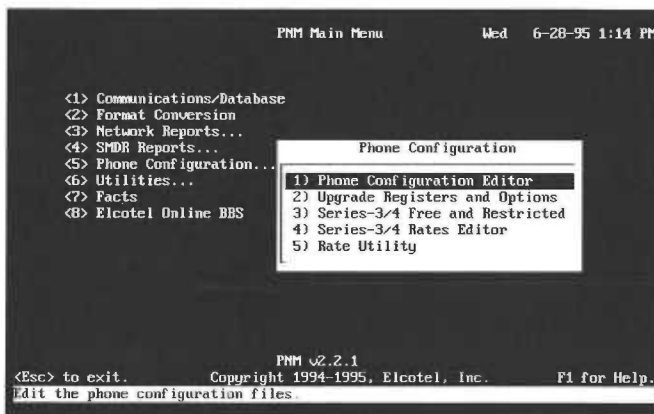 PNM Main Menu Wed 6-28-95 1:14 PM
<1> Communications/Database
<2> Format Conversion
<3> Network Reports...
<4> SMDR Reports...
<5> Phone Configuration...
<6> Utilities...
<7> Facts
<8> Elcotel Online BBS
Phone Configuration
1) Phone Configuration Editor
2) Upgrade Registers and Options
3) Series-3/4 Free and Restricted
4) Series-3/4 Rates Editor
5) Rate Utility
PNM v2.2.1
<Esc> to exit. Copyright 1994-1995, Elcotel, Inc. F1 for Help.
Edit the phone configuration files.